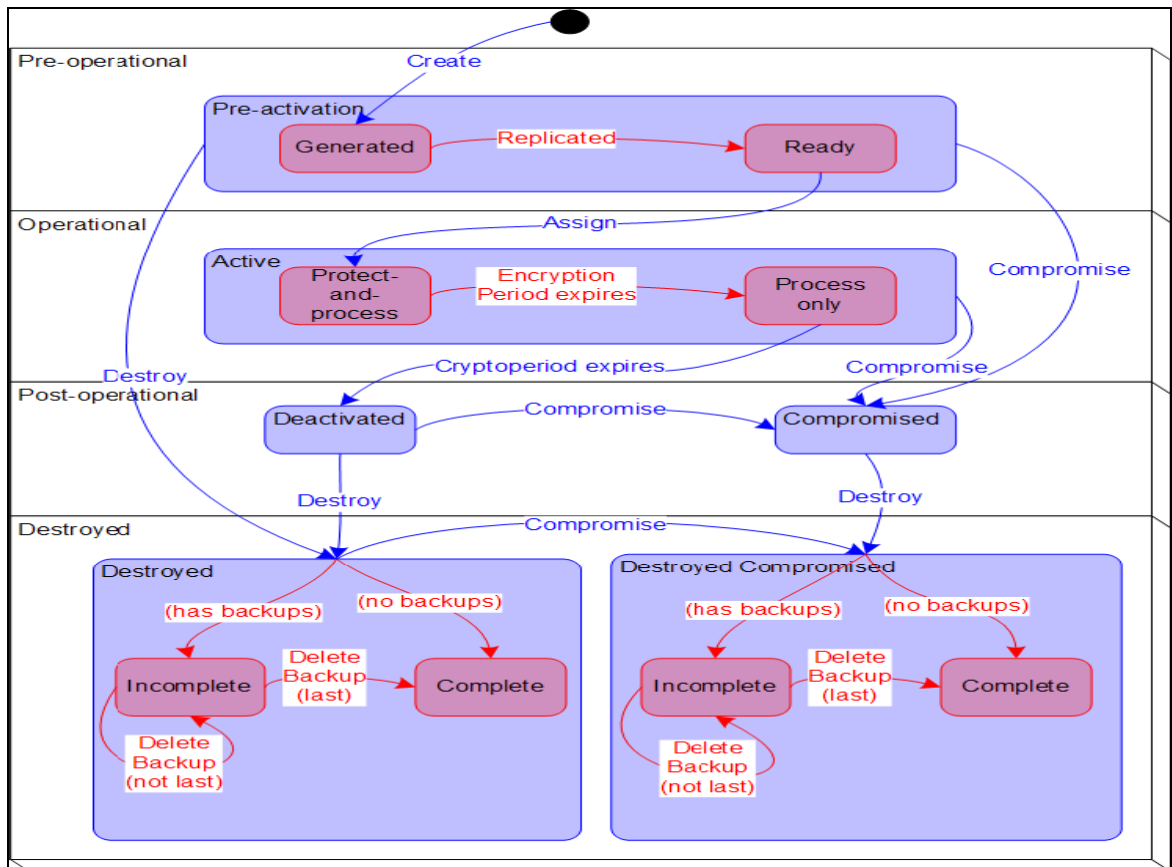 Pre-operational
Create
Pre-activation
Generated
Replicated
Ready
Operational
Assign
Active
Protect-
and-
process
Encryption
Period expires
Process
only
Compromise
Cryptoperiod expires
Compromise
Destroy
Post-operational
Deactivated
Compromise
Compromised
Destroy
Destroy
Destroyed
Compromise
Destroyed
(has backups)
(no backups)
Incomplete
Delete
Backup
(last)
Complete
Delete
Backup
(not last)
Destroyed Compromised
(has backups)
(no backups)
Incomplete
Delete
Backup
(last)
Complete
Delete
Backup
(not last)